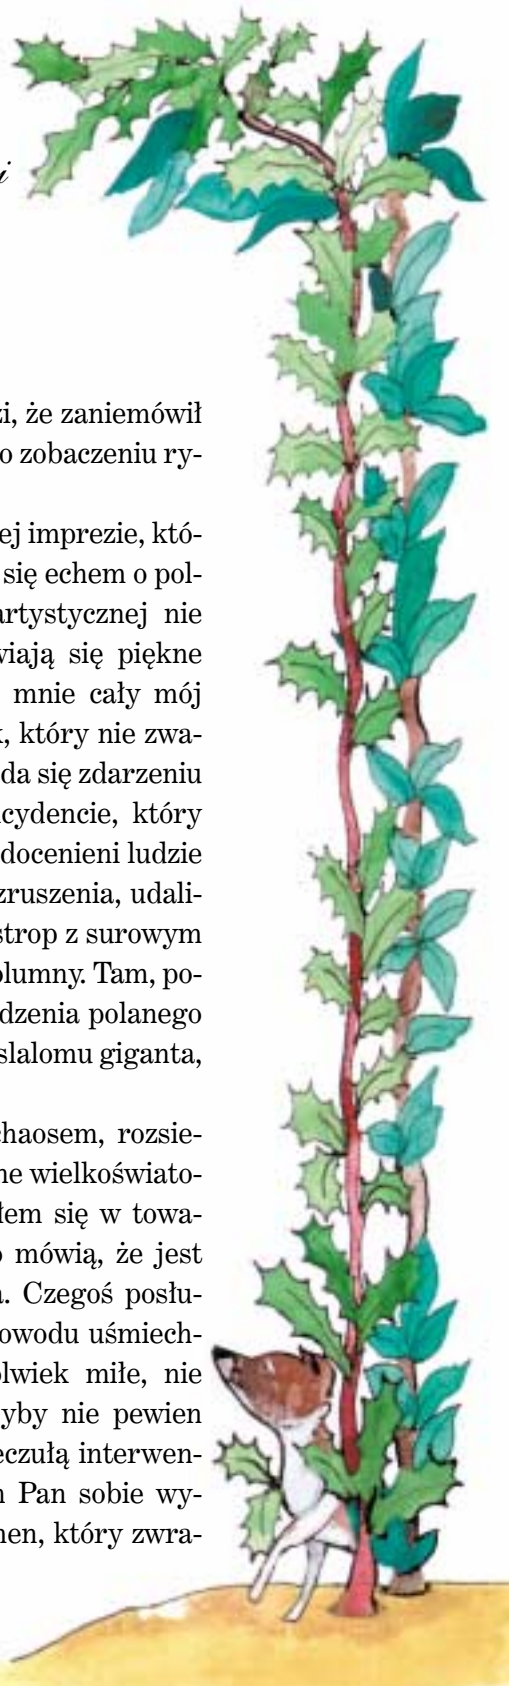 i
zi, że zaniemówił
o zobaczeniu ry-
ej imprezie, któ-
się echem o pol-
artystycznej nie
wiają się piękne
mnie cały mój
, który nie zwa-
da się zdarzeniu
cydencie, który
docenieni ludzie
zruszenia, udali-
strop z surowym
olumny. Tam, po-
dzenia polanego
slalomu giganta,
chaosem, rozsie-
ne wielkoświato-
łem się w towa-
o mówią, że jest
. Czegoś posłu-
owodu uśmiech-
olwiek miłe, nie
yby nie pewien
eczułą interwen-
n Pan sobie wy-
nen, który zwra-